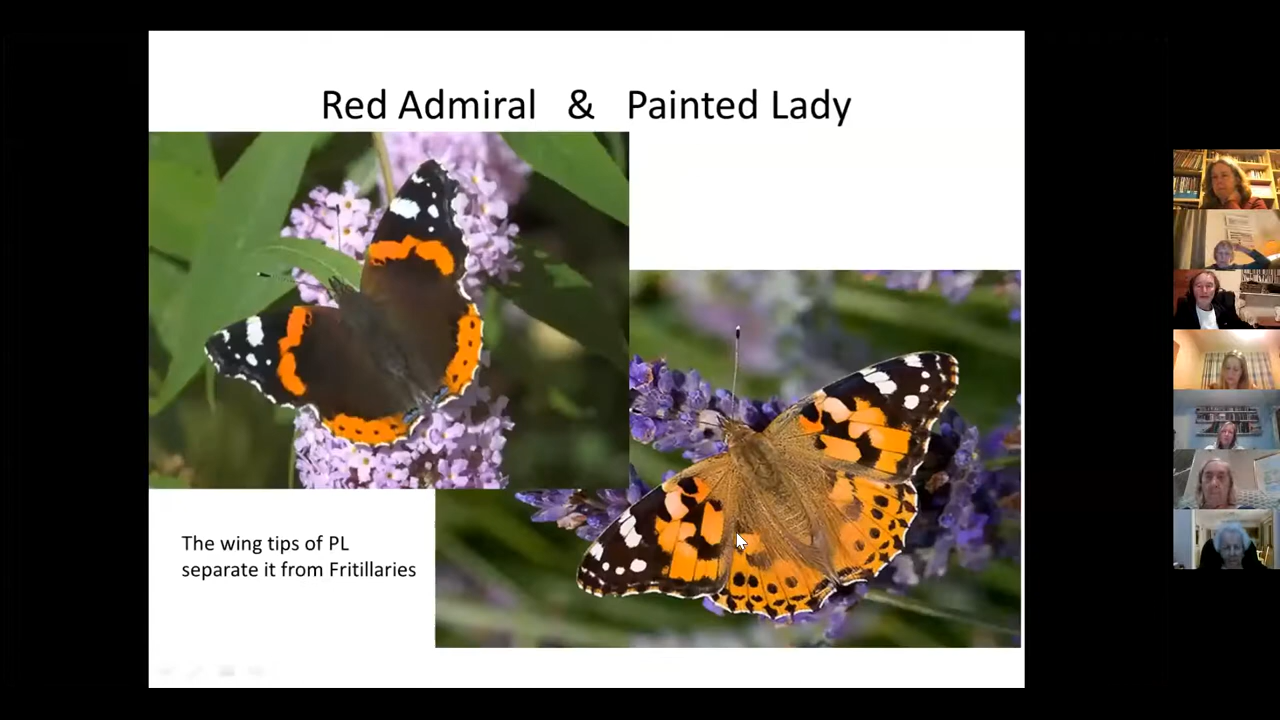 Red Admiral & Painted Lady
The wing tips of PL
separate it from Fritillaries